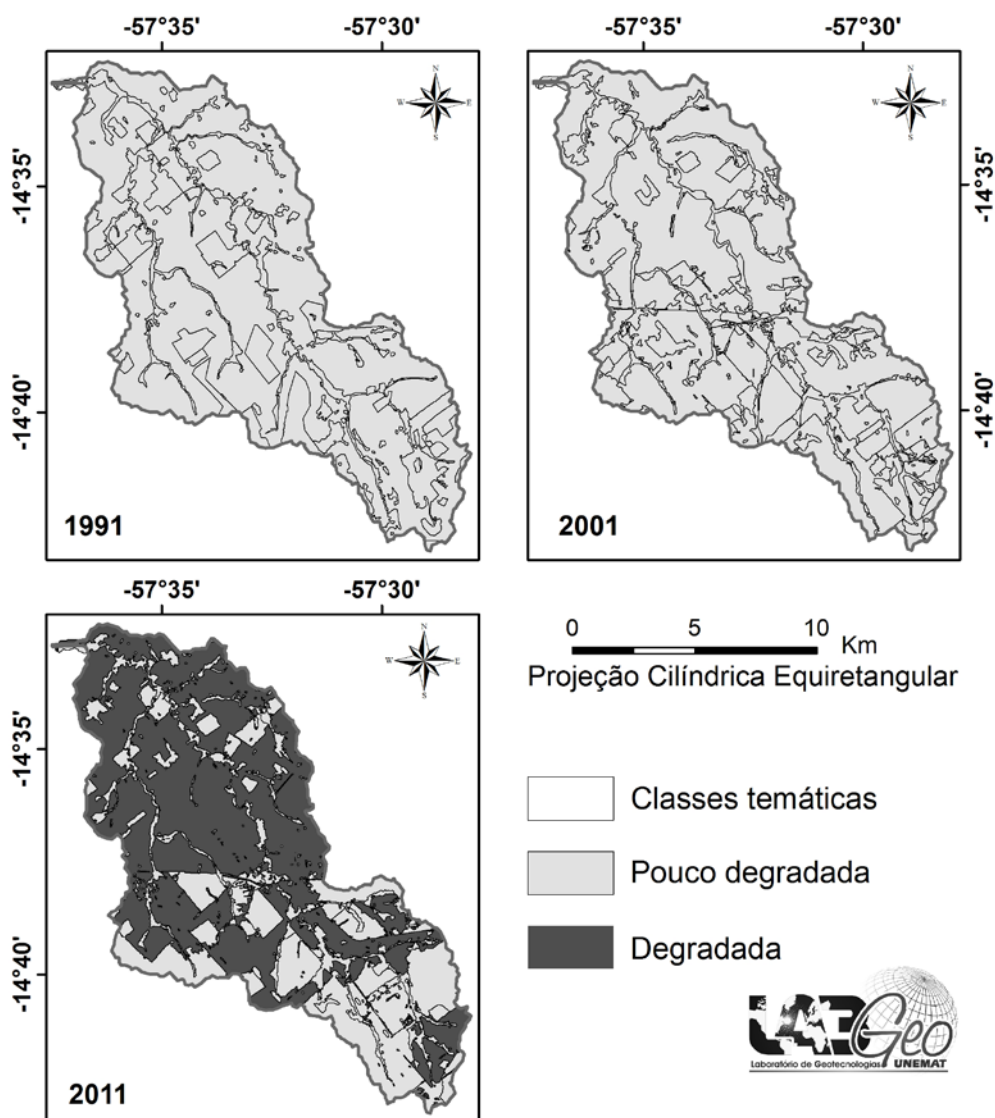 -57°35' -57°30' -57°35' -57°30'
-14°35' -14°40'
N
W E
S
1991
N
W E
S
2001
-14°35' -14°40'
-57°35' -57°30'
-14°35' -14°40'
N
W E
S
2011
0 5 10 Km
Projeção Cilíndrica Equiretangular
Classes temáticas
Pouco degradada
Degradada
LABGeo
Laboratório de Geotecnologias UNEMAT